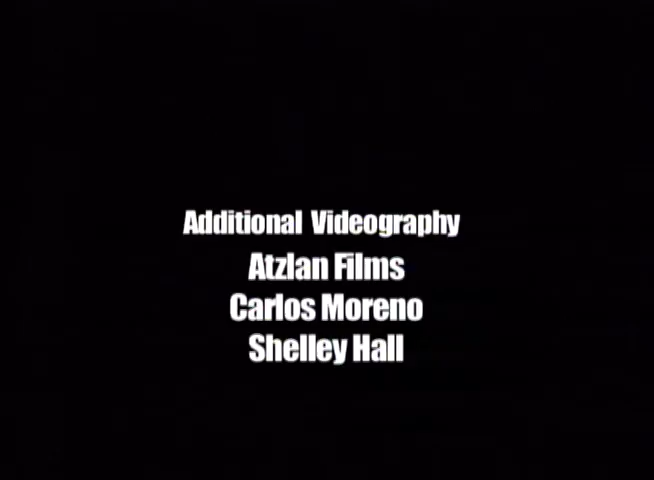 Additional Videography
Atzlan Films
Carlos Moreno
Shelley Hall